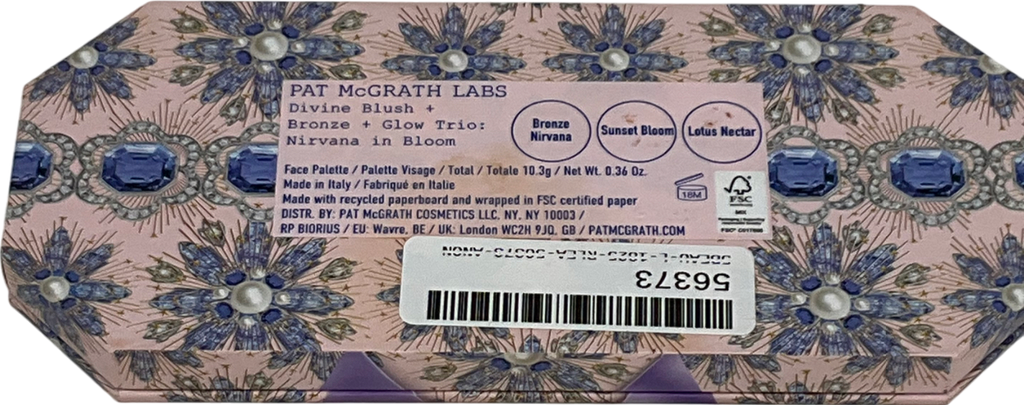 PAT McGRATH LABS
Divine Blush +
Bronze + Glow Trio:
Nirvana in Bloom
Bronze
Nirvana
Sunset Bloom
Lotus Nectar
Face Palette / Palette Visage / Total / Totale 10.3g / Net Wt. 0.36 Oz.
Made in Italy / Fabriqué en Italie
Made with recycled paperboard and wrapped in FSC certified paper
DISTR. BY: PAT McGRATH COSMETICS LLC. NY, NY 10003 /
RP BIORIUS / EU: Wavre, BE / UK: London WC2H 9JQ, GB / PATMCGRATH.COM
18M
FSC
56373